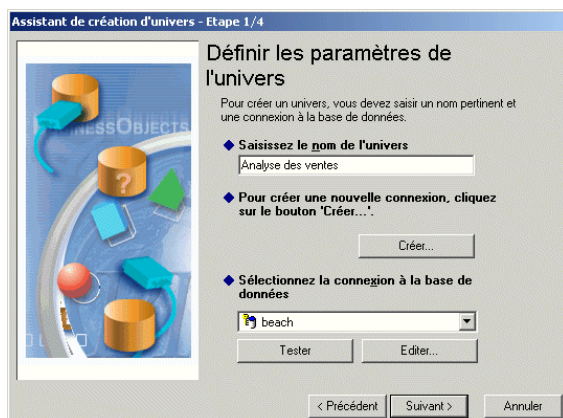 Assistant de création d'univers - Etape 1/4
Définir les paramètres de
l'univers
Pour créer un univers, vous devez saisir un nom pertinent et
une connexion à la base de données.
Saisissez le nom de l'univers
Analyse des ventes
Pour créer une nouvelle connexion, cliquez
sur le bouton 'Créer...'.
Créer...
Sélectionnez la connexion à la base de
données
beach
Tester
Editer...
< Précédent
Suivant >
Annuler
INESSOBJECTS
?